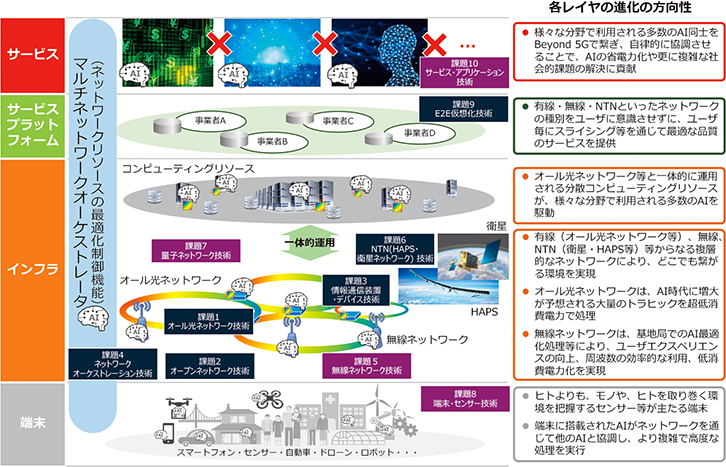 各レイヤの進化の方向性
サービス
AI
AI
AI
AI
…
課題10
サービス・アプリケーション
技術
様々な分野で利用される多数のAI同士を
Beyond 5Gで繋ぎ、自律的に協調させ
ることで、AIの省電力化や更に複雑な社
会的課題の解決に貢献
マルチネットワークオーケストレータ
(ネットワークリソースの最適化制御機能)
AI
サービス
プラット
フォーム
事業者A
事業者B
事業者C
事業者D
課題9
E2E仮想化技術
有線・無線・NTNといったネットワーク
の種別をユーザに意識させずに、ユーザ
毎にスライシング等を通じて最適な品質
のサービスを提供
インフラ
コンピューティングリソース
AI
AI
AI
AI
AI
オール光ネットワーク等と一体的に運用
される分散コンピューティングリソース
が、様々な分野で利用される多数のAIを
駆動
一体的運用
課題7
量子ネットワーク技術
課題6
NTN(HAPS・
衛星ネットワーク) 技術
衛星
HAPS
オール光ネットワーク
課題3
情報通信装置
・デバイス技術
課題1
オール光ネットワーク技術
AI
AI
AI
無線ネットワーク
課題4
ネットワーク
オーケストレーション技術
課題2
オープンネットワーク技術
課題5
無線ネットワーク技術
有線（オール光ネットワーク等）、無線、
NTN（衛星・HAPS等）等からなる複層
的なネットワークにより、どこでも繋が
る環境を実現
オール光ネットワークは、AI時代に増大
が予想される大量のトラヒックを超低消
費電力で処理
無線ネットワークは、基地局でのAI最適
化処理等により、ユーザエクスペリエン
スの向上、周波数の効率的な利用、低消
費電力化を実現
端末
課題8
端末・センサー技術
スマートフォン・センサー・自動車・ドローン・ロボット・・・
ヒトよりも、モノや、ヒトを取り巻く環
境を把握するセンサー等が主たる端末
端末に搭載されたAIがネットワークを通
じて他のAIと協調し、より複雑で高度な
処理を実行